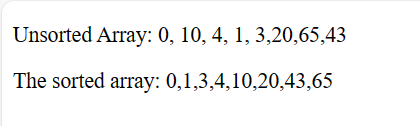 Unsorted Array: 0, 10, 4, 1, 3,20,65,43
The sorted array: 0,1,3,4,10,20,43,65